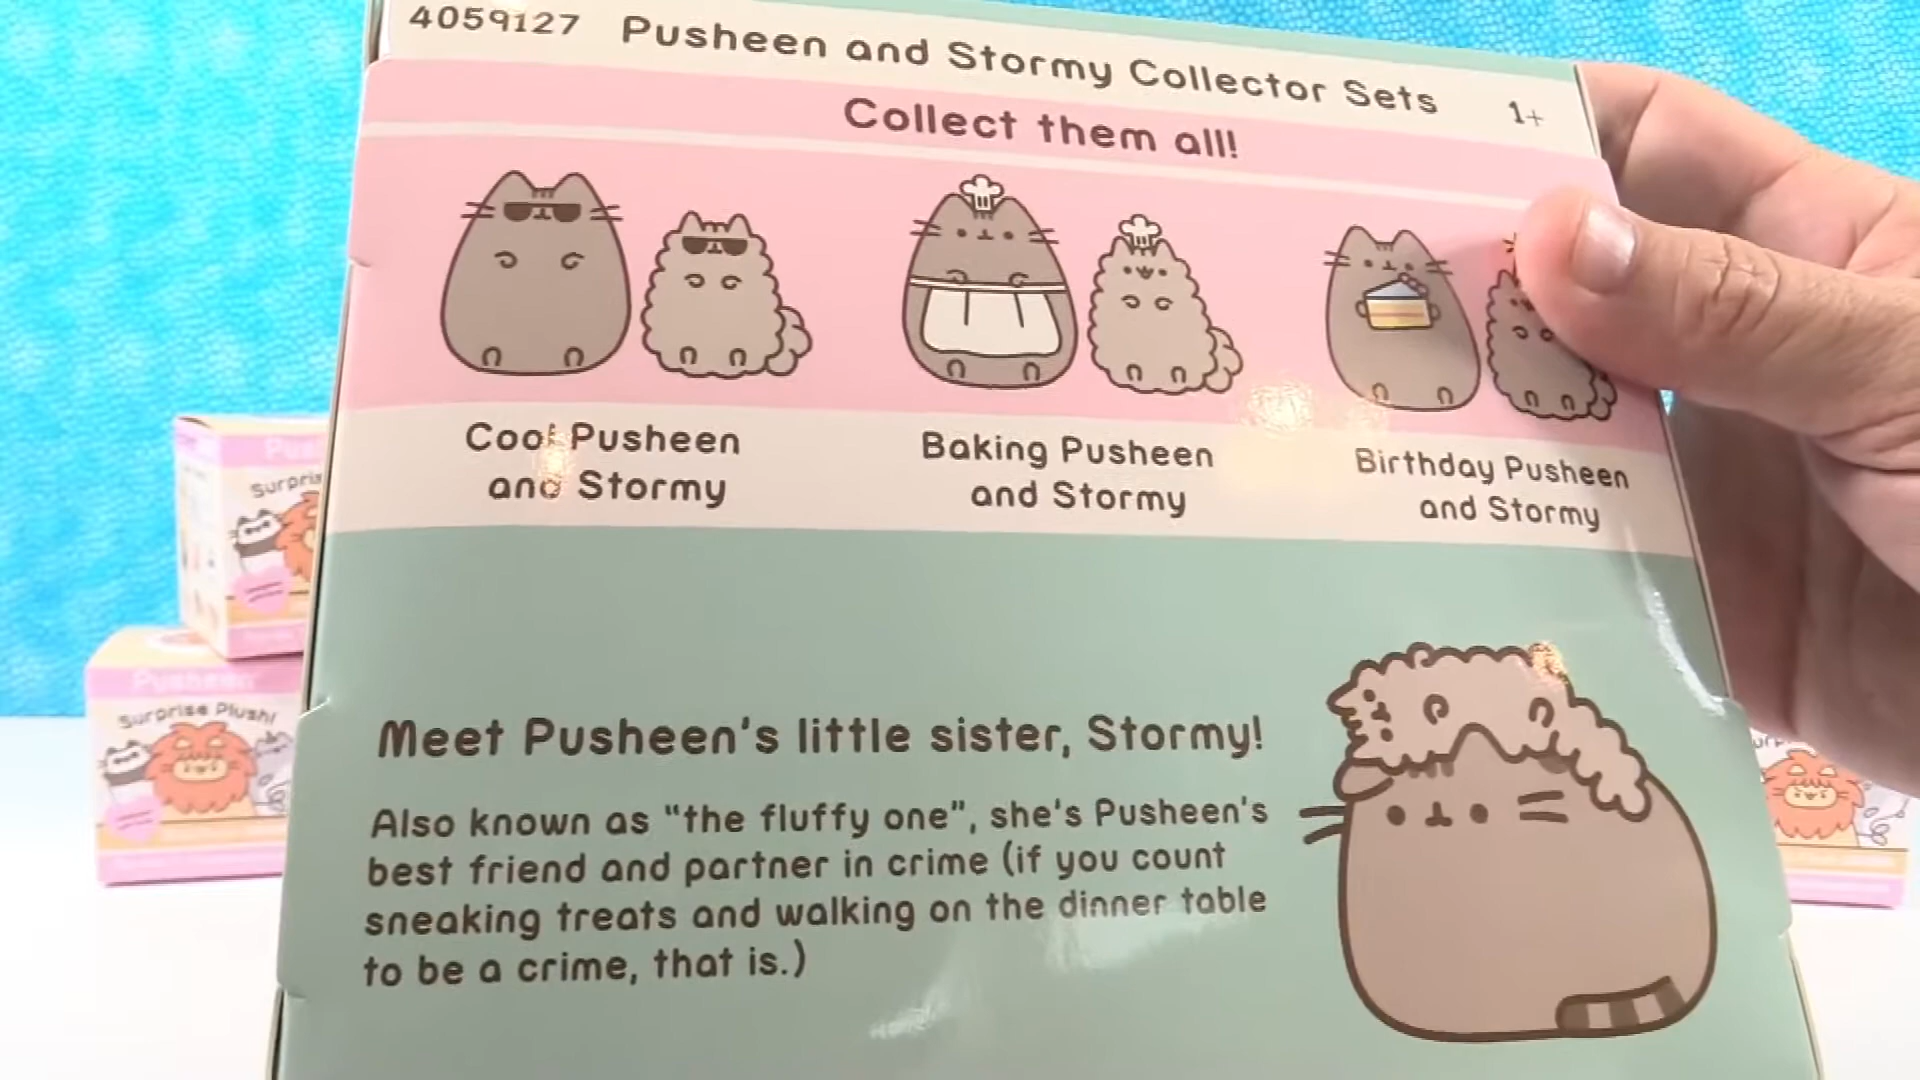 4059127 Pusheen and Stormy Collector Sets 1+
Collect them all!
Cool Pusheen
and Stormy
Baking Pusheen
and Stormy
Birthday Pusheen
and Stormy
Meet Pusheen's little sister, Stormy!
Also known as "the fluffy one", she's Pusheen's
best friend and partner in crime (if you count
sneaking treats and walking on the dinner table
to be a crime, that is.)
Pusheen
Surprise Plush!